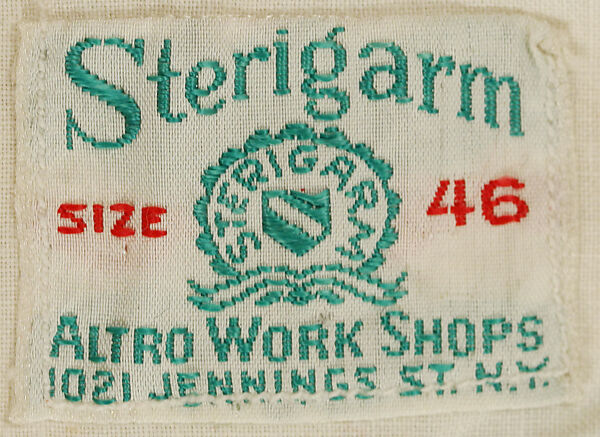 Sterigarm
STERIGARM
SIZE 46
ALTRO WORK SHOPS
1021 JENNINGS ST. N.Y.